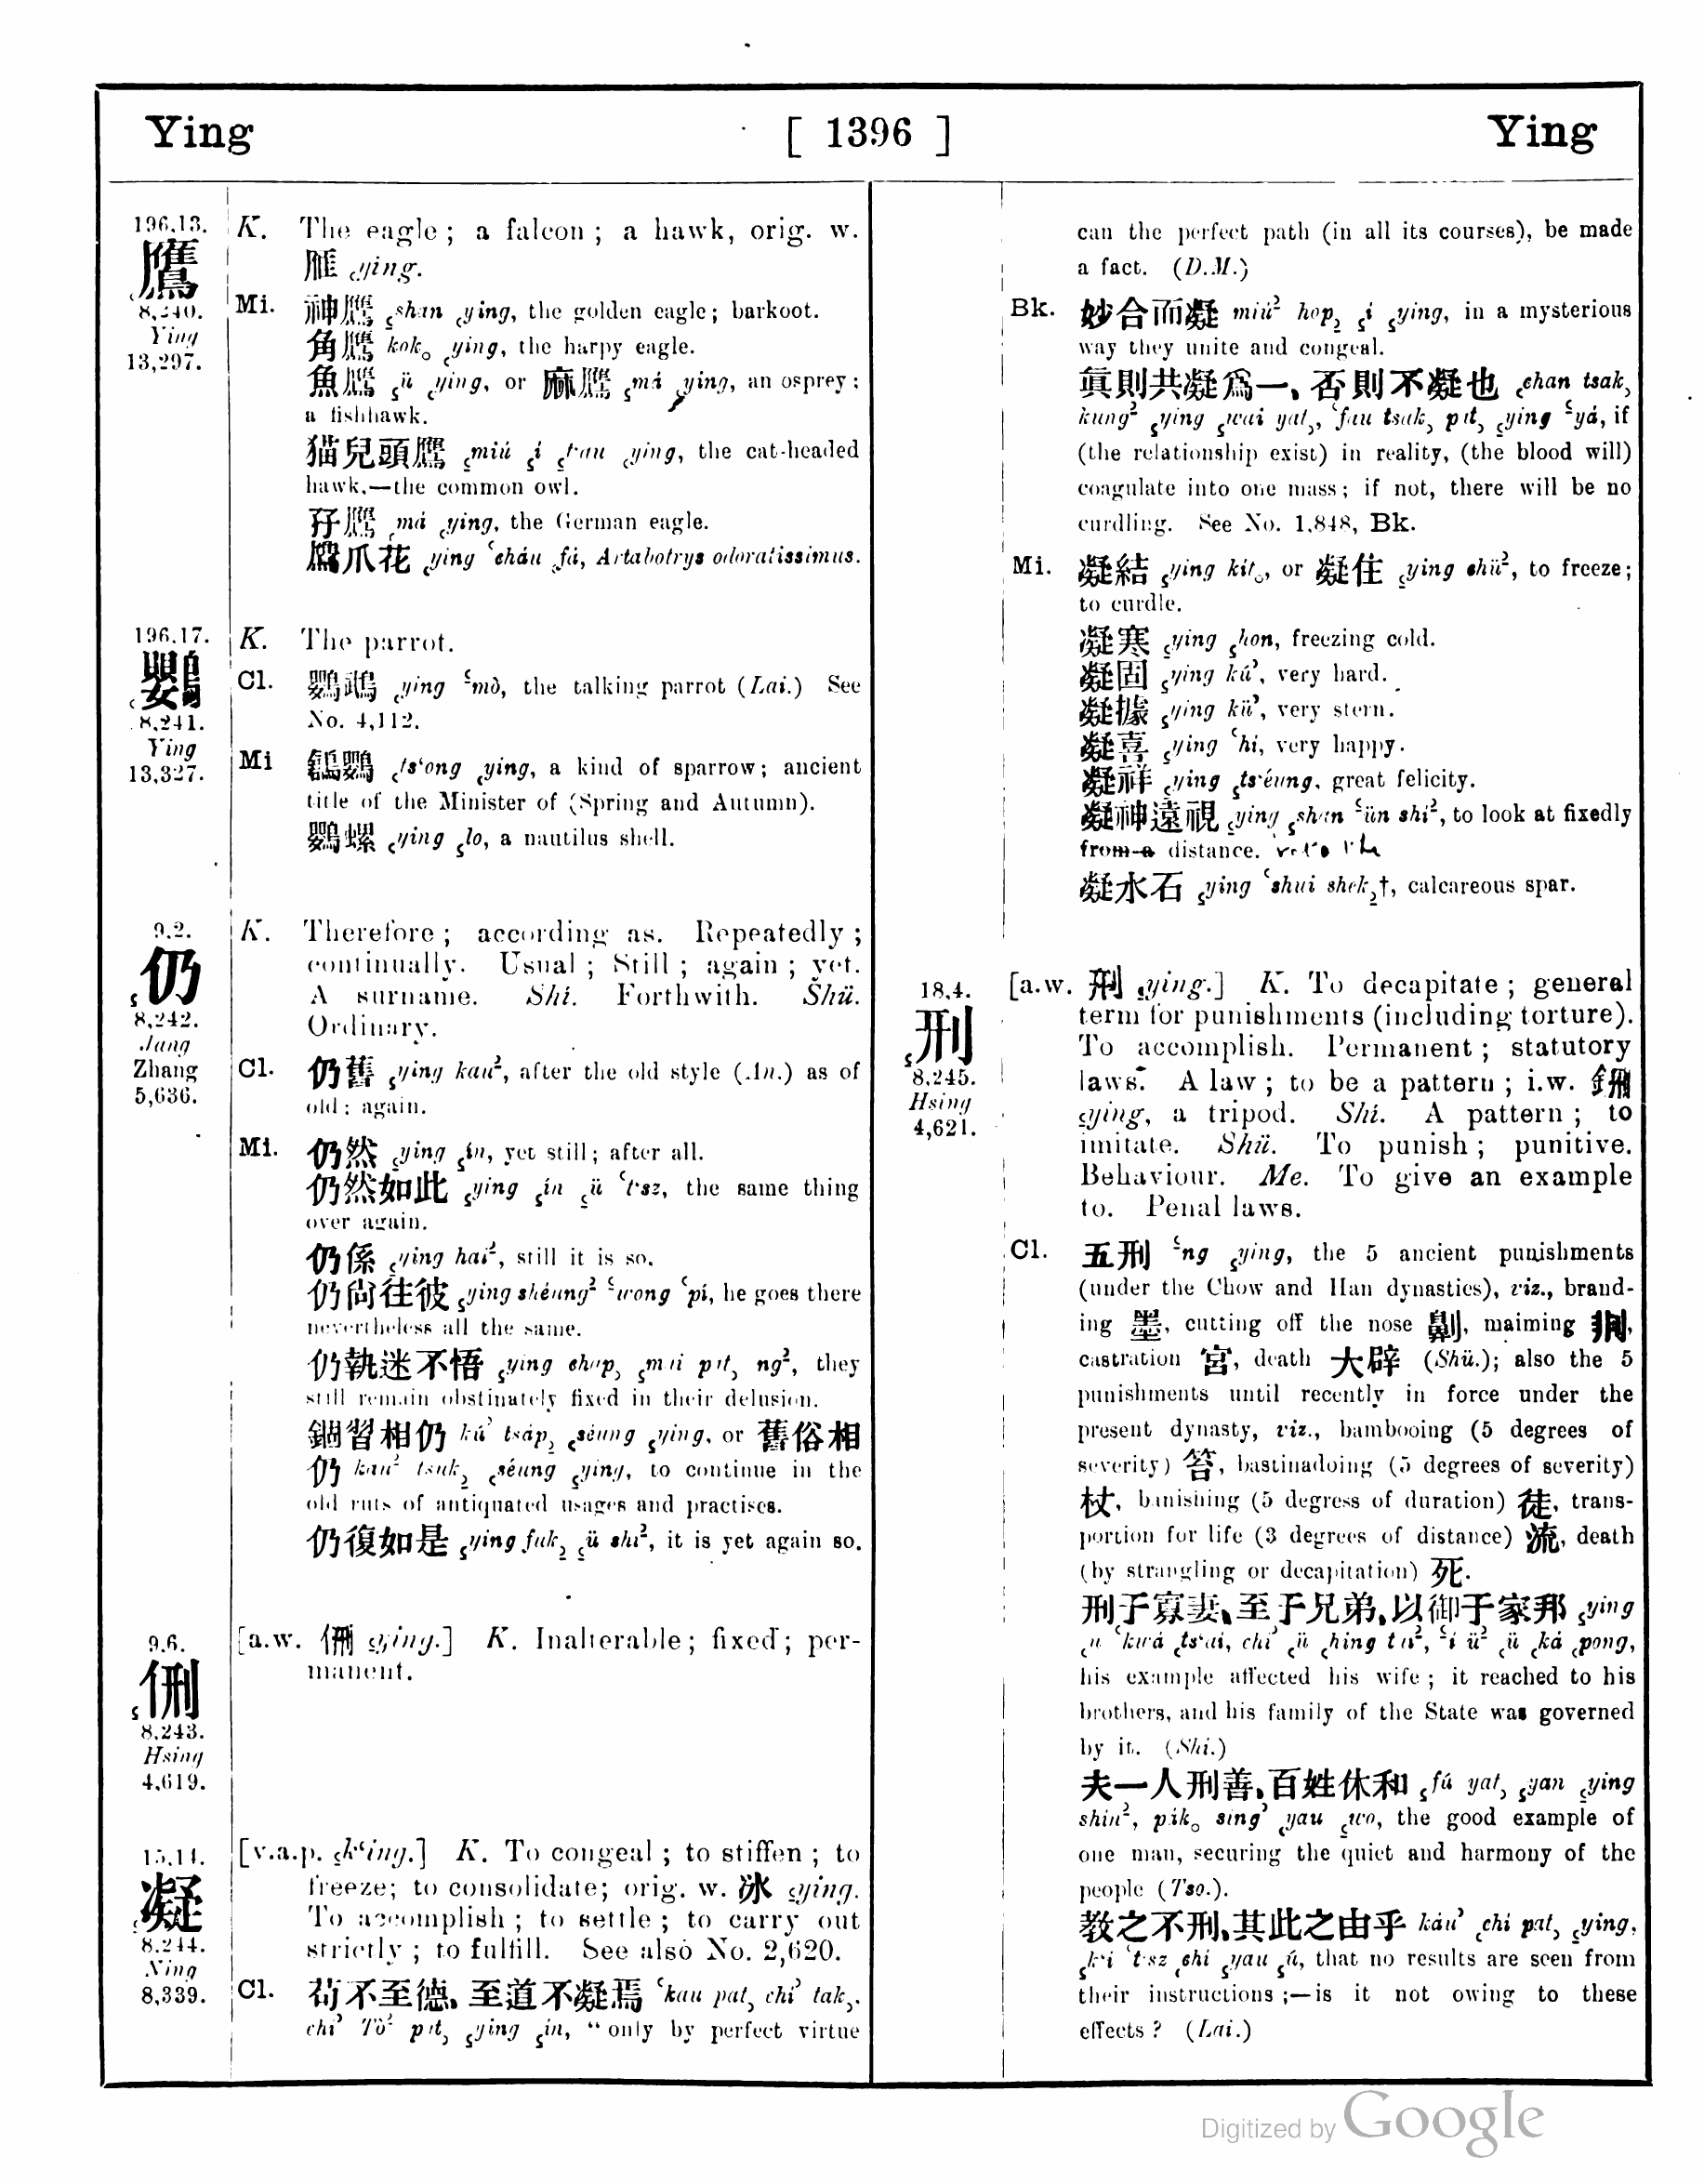 Ying [ 1396 ] Ying
196.13.
鷹
8,240.
Ying
13,297.
K. The eagle; a falcon; a hawk, orig. w.
ying.
Mi. 神鷹 shan ying, the golden eagle; barkoot.
角鷹 kok ying, the harpy eagle.
魚鷹 ü ying, or 麻鷹 má ying, an osprey;
a fishhawk.
猫兒頭鷹 miú í t'au ying, the cat-headed
hawk,—the common owl.
孖鷹 má ying, the German eagle.
鷹爪花 ying ʻcháu fá, Artabotrys odoratissimus.
196.17.
鸚
8,241.
Ying
13,327.
K. The parrot.
Cl. 鸚鵡 ying mò, the talking parrot (Lai.) See
No. 4,112.
Mi ts'ong ying, a kind of sparrow; ancient
title of the Minister of (Spring and Autumn).
鸚螺 ying lo, a nautilus shell.
9.2.
仍
8,242.
Jang
Zhang
5,636.
K. Therefore; according as. Repeatedly;
continually. Usual; Still; again; yet.
A surname. Shí. Forthwith. Shü.
Ordinary.
Cl. 仍舊 ying kau², after the old style (An.) as of
old; again.
Mi. 仍然 ying ín, yet still; after all.
仍然如此 ying ín ü ʻts'z, the same thing
over again.
仍係 ying hai², still it is so.
仍尙往彼 ying shéung² wong ʻpí, he goes there
nevertheless all the same.
仍執迷不悟 ying chap, mai pat, ng², they
still remain obstinately fixed in their delusion.
錮習相仍 kú' tsáp séung ying, or 舊俗相
仍 kau² tsuk séung ying, to continue in the
old ruts of antiquated usages and practises.
仍復如是 ying fuk ü shi², it is yet again so.
9.6.
侀
8,243.
Hsing
4,619.
[a.w. ying.] K. Inalterable; fixed; per-
manent.
15,14.
凝
8,244.
Ning
8,339.
[v.a.p. k'ing.] K. To congeal; to stiffen; to
freeze; to consolidate; orig. w. 冰 ying.
To accomplish; to settle; to carry out
strictly; to fulfill. See also No. 2,620.
Cl. 茍不至德、至道不凝焉 ʻkau pat, chí' tak,
chí' Tò² pat, ying ín, "only by perfect virtue
can the perfect path (in all its courses), be made
a fact. (D.M.)
Bk. 妙合而凝 miú² hop, í ying, in a mysterious
way they unite and congeal.
眞則共凝爲一、否則不凝也 chan tsak,
kung² ying wai yat, ʻfau tsak, pat, ying yá, if
(the relationship exist) in reality, (the blood will)
coagulate into one mass; if not, there will be no
curdling. See No. 1,848, Bk.
Mi. 凝結 ying kit, or 凝住 ying chü², to freeze;
to curdle.
凝寒 ying hon, freezing cold.
凝固 ying kú', very hard.
凝據 ying kü', very stern.
凝喜 ying ʻhí, very happy.
凝祥 ying ts'éung, great felicity.
凝神遠視 ying shan ün shí², to look at fixedly
from a distance.
凝水石 ying ʻshui shek†, calcareous spar.
18.4.
刑
8,245.
Hsing
4,621.
[a.w. ying.] K. To decapitate; general
term for punishments (including torture).
To accomplish. Permanent; statutory
laws. A law; to be a pattern; i.w. 鉶
ying, a tripod. Shí. A pattern; to
imitate. Shü. To punish; punitive.
Behaviour. Me. To give an example
to. Penal laws.
Cl. 五刑 ng ying, the 5 ancient punishments
(under the Chow and Han dynasties), viz., brand-
ing 墨, cutting off the nose 劓, maiming 剕,
castration 宮, death 大辟 (Shü.); also the 5
punishments until recently in force under the
present dynasty, viz., bambooing (5 degrees of
severity) 笞, bastinadoing (5 degrees of severity)
杖, banishing (5 degress of duration) 徒, trans-
portion for life (3 degrees of distance) 流, death
(by strangling or decapitation) 死.
刑于寡妻、至于兄弟、以御于家邦 ying
ü ʻkwá ts'ai, chí' ü hing tai², í ü² ü ká pong,
his example affected his wife; it reached to his
brothers, and his family of the State was governed
by it. (Shí.)
夫一人刑善、百姓休和 fú yat, yan ying
shin², pák sing' yau wo, the good example of
one man, securing the quiet and harmony of the
people (Tso.).
教之不刑、其此之由乎 káu' chí pat, ying,
k'í ʻts'z chí yau ú, that no results are seen from
their instructions;—is it not owing to these
effects? (Lai.)
Digitized by Google